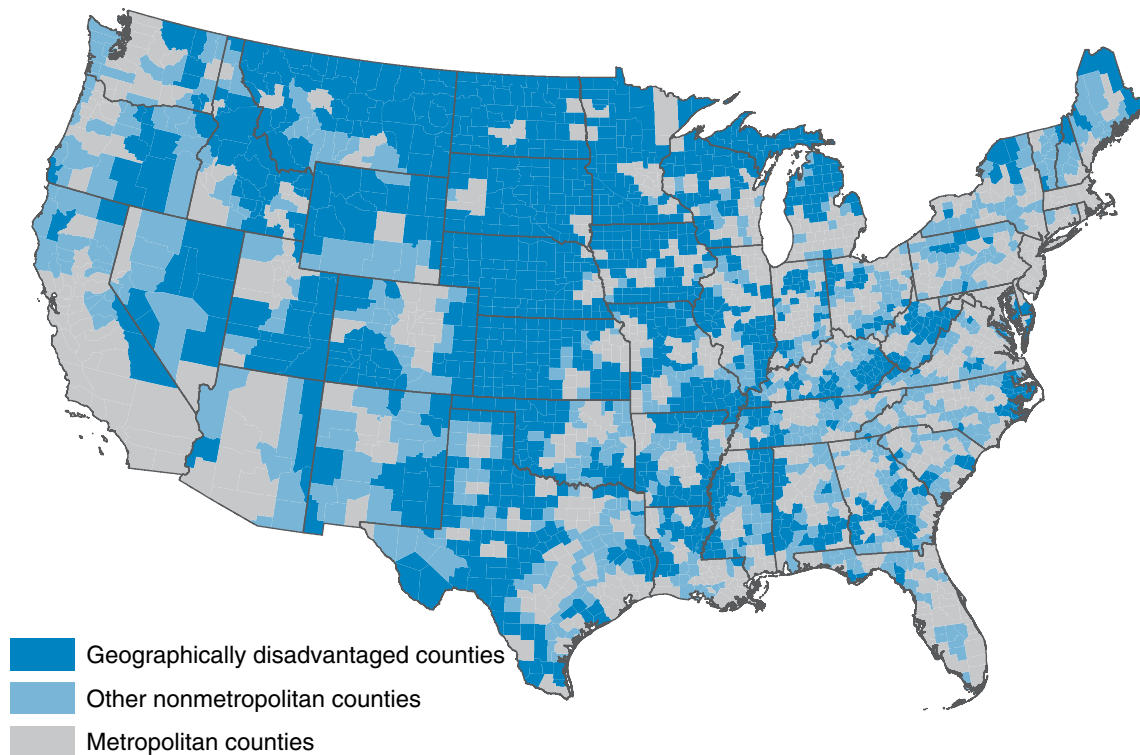 Geographically disadvantaged counties
Other nonmetropolitan counties
Metropolitan counties